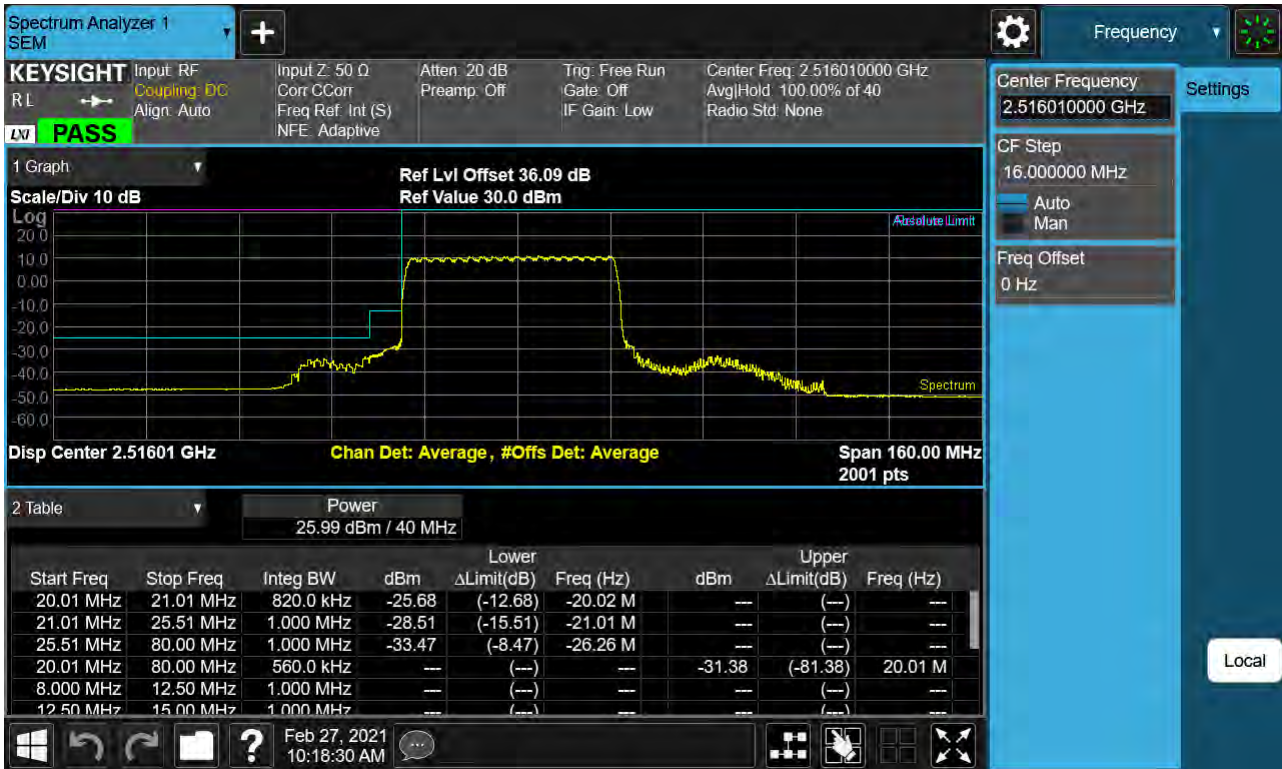 Spectrum Analyzer 1
SEM
Frequency
KEYSIGHT
RL
LXI
PASS
Input: RF
Coupling: DC
Align: Auto
Input Z: 50 Ω
Corr CCorr
Freq Ref: Int (S)
NFE: Adaptive
Atten: 20 dB
Preamp: Off
Trig: Free Run
Gate: Off
IF Gain: Low
Center Freq: 2.516010000 GHz
Avg|Hold: 100.00% of 40
Radio Std: None
Center Frequency
2.516010000 GHz
Settings
CF Step
16.000000 MHz
Auto
Man
Freq Offset
0 Hz
Local
1 Graph
Scale/Div 10 dB
Ref Lvl Offset 36.09 dB
Ref Value 30.0 dBm
Log
20.0
10.0
0.00
-10.0
-20.0
-30.0
-40.0
-50.0
-60.0
Limit
Spectrum
Disp Center 2.51601 GHz
Chan Det: Average, #Offs Det: Average
Span 160.00 MHz
2001 pts
2 Table
Power
25.99 dBm / 40 MHz
Lower Upper
Start Freq Stop Freq Integ BW dBm ΔLimit(dB) Freq (Hz) dBm ΔLimit(dB) Freq (Hz)
20.01 MHz 21.01 MHz 820.0 kHz -25.68 (-12.68) -20.02 M --- (---) ---
21.01 MHz 25.51 MHz 1.000 MHz -28.51 (-15.51) -21.01 M --- (---) ---
25.51 MHz 80.00 MHz 1.000 MHz -33.47 (-8.47) -26.26 M --- (---) ---
20.01 MHz 80.00 MHz 560.0 kHz --- (---) --- -31.38 (-81.38) 20.01 M
8.000 MHz 12.50 MHz 1.000 MHz --- (---) --- --- (---) ---
12.50 MHz 15.00 MHz 1.000 MHz --- (---) --- --- (---) ---
?
Feb 27, 2021
10:18:30 AM